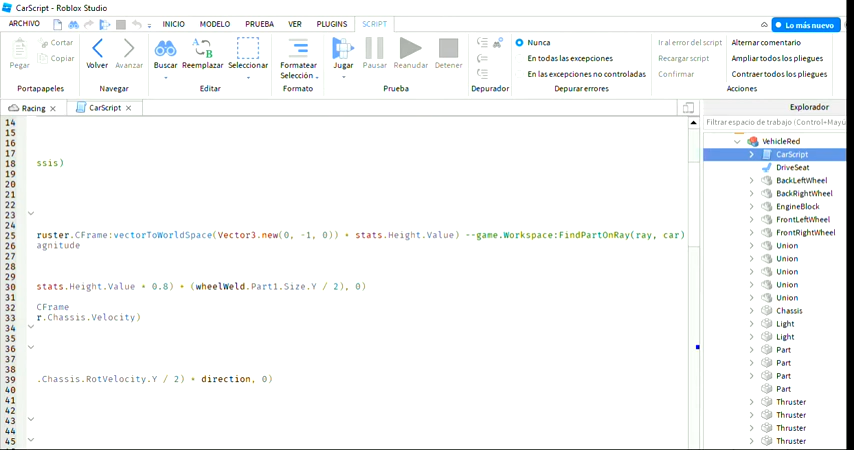 CarScript - Roblox Studio
ARCHIVO INICIO MODELO PRUEBA VER PLUGINS SCRIPT Lo más nuevo
Pegar Cortar Copiar
Portapapeles
Volver Avanzar
Navegar
Buscar Reemplazar Seleccionar
Editar
Formatear Selección
Formato
Jugar Pausar Reanudar Detener
Prueba
Depurador
Nunca
En todas las excepciones
En las excepciones no controladas
Depurar errores
Ir al error del script
Recargar script
Confirmar
Alternar comentario
Ampliar todos los pliegues
Contraer todos los pliegues
Acciones
Racing CarScript
14
15
16
17
18 ssis)
19
20
21
22
23
24
25 ruster.CFrame:vectorToWorldSpace(Vector3.new(0, -1, 0)) * stats.Height.Value) --game.Workspace:FindPartOnRay(ray, car)
26 agnitude
27
28
29
30 stats.Height.Value * 0.8) + (wheelWeld.Part1.Size.Y / 2), 0)
31
32 CFrame
33 r.Chassis.Velocity)
34
35
36
37
38
39 .Chassis.RotVelocity.Y / 2) * direction, 0)
40
41
42
43
44
45
Explorador
Filtrar espacio de trabajo (Control+Mayú
VehicleRed
CarScript
DriveSeat
BackLeftWheel
BackRightWheel
EngineBlock
FrontLeftWheel
FrontRightWheel
Union
Union
Union
Union
Union
Chassis
Light
Light
Part
Part
Part
Part
Thruster
Thruster
Thruster
Thruster